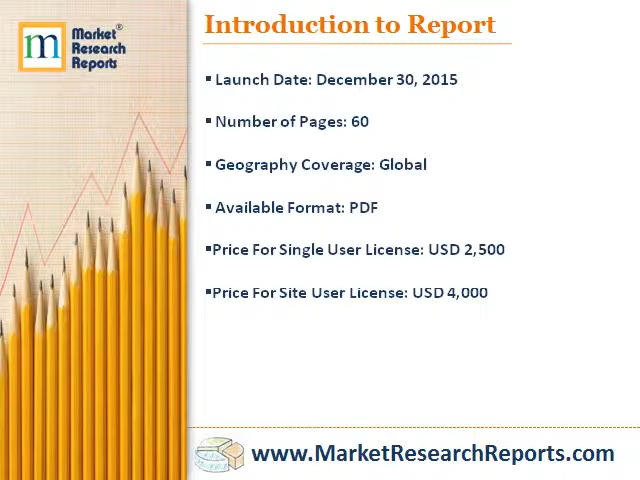 Introduction to Report
m
Market®
Research
Reports
▪ Launch Date: December 30, 2015
▪ Number of Pages: 60
▪ Geography Coverage: Global
▪ Available Format: PDF
▪Price For Single User License: USD 2,500
▪Price For Site User License: USD 4,000
www.MarketResearchReports.com